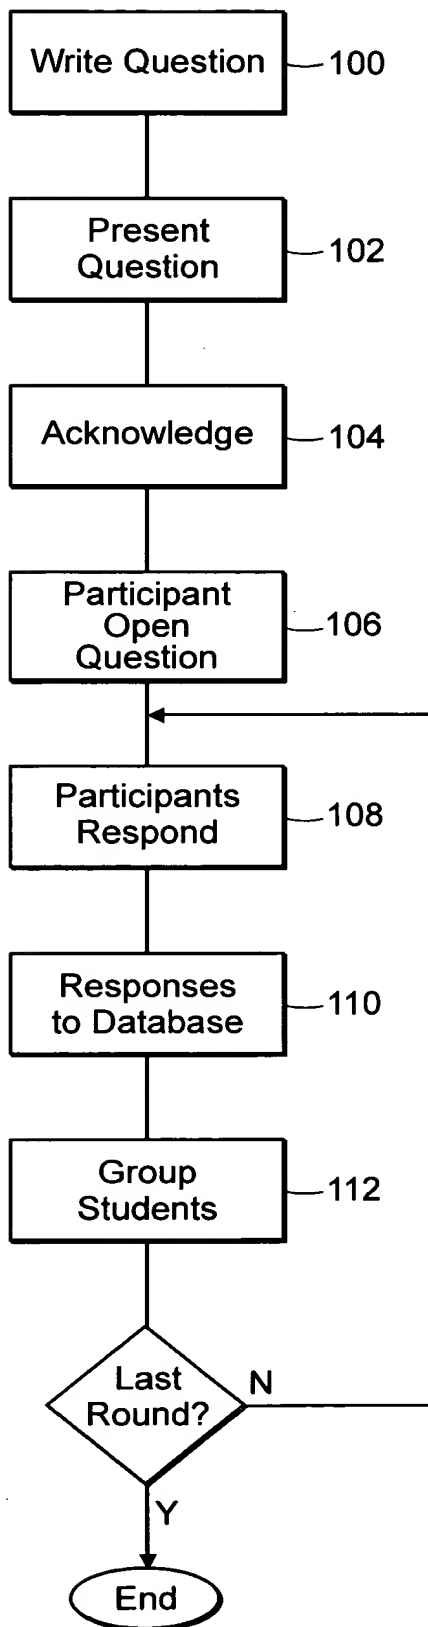 Write Question 100
Present
Question 102
Acknowledge 104
Participant
Open
Question 106
Participants
Respond 108
Responses
to Database 110
Group
Students 112
Last
Round?
N
Y
End